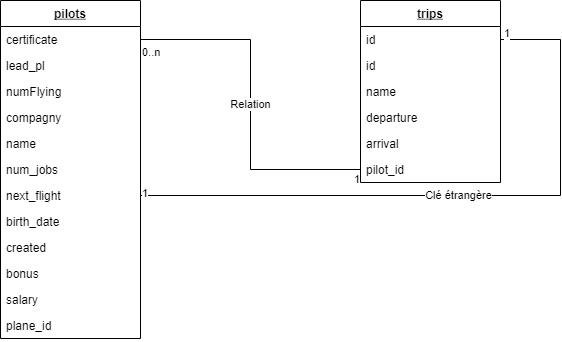 pilots
certificate
lead_pl
numFlying
compagny
name
num_jobs
next_flight
birth_date
created
bonus
salary
plane_id
0..n
Relation
1
1
Clé étrangère
1
trips
id
id
name
departure
arrival
pilot_id